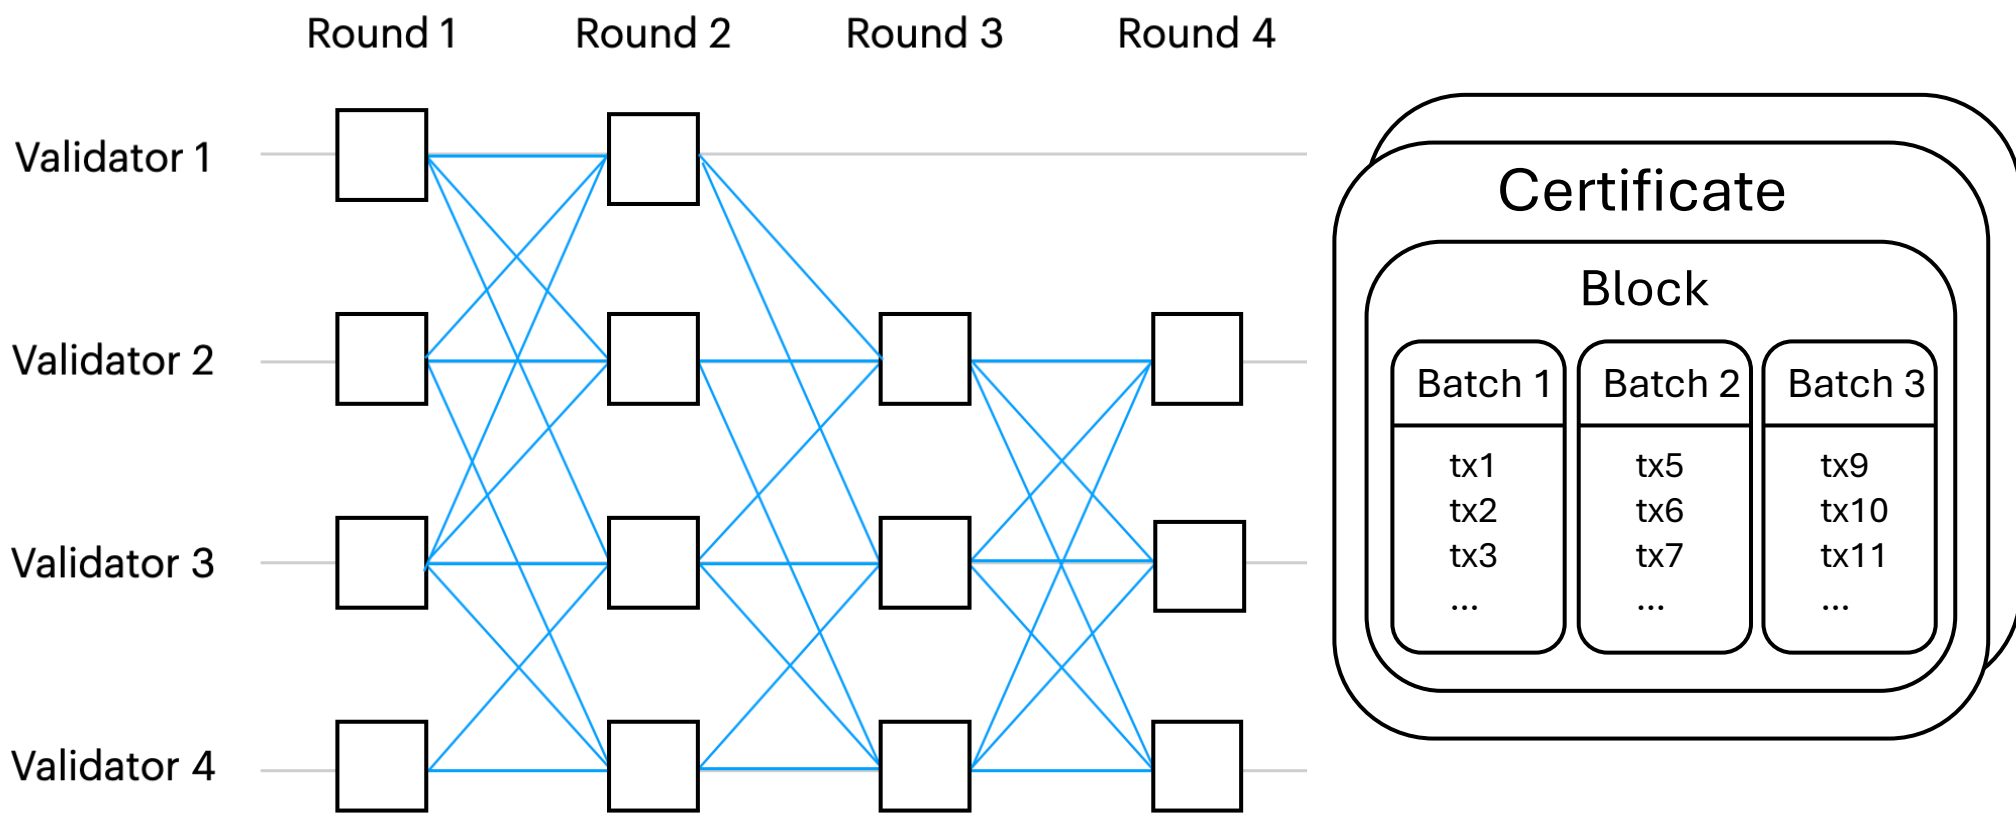 Round 1 Round 2 Round 3 Round 4
Validator 1
Validator 2
Validator 3
Validator 4
Certificate
Block
Batch 1 Batch 2 Batch 3
tx1 tx5 tx9
tx2 tx6 tx10
tx3 tx7 tx11
... ... ...